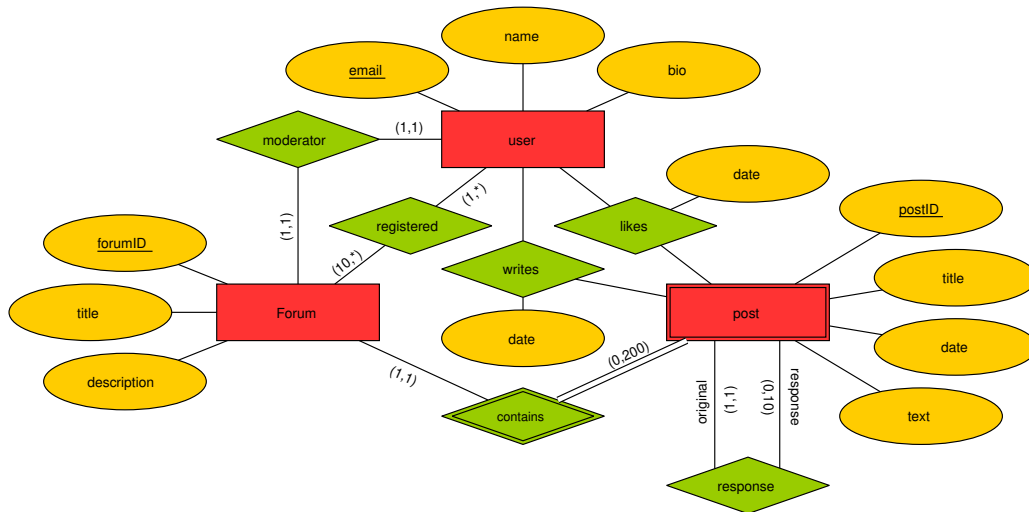 name
email
bio
moderator
(1,1)
user
date
(1,*)
postID
(1,1)
registered
likes
forumID
(10,*)
writes
title
title
Forum
post
date
date
(0,200)
description
(1,1)
original
(1,1)
(0,10)
response
contains
text
response